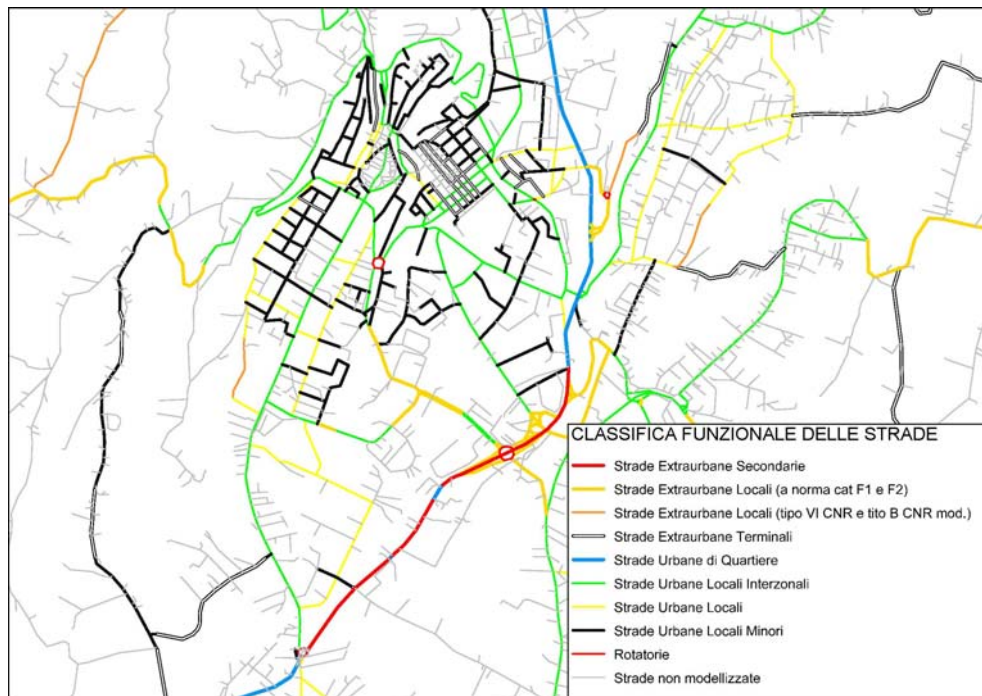 CLASSIFICA FUNZIONALE DELLE STRADE
Strade Extraurbane Secondarie
Strade Extraurbane Locali (a norma cat F1 e F2)
Strade Extraurbane Locali (tipo VI CNR e tito B CNR mod.)
Strade Extraurbane Terminali
Strade Urbane di Quartiere
Strade Urbane Locali Interzonali
Strade Urbane Locali
Strade Urbane Locali Minori
Rotatorie
Strade non modellizzate